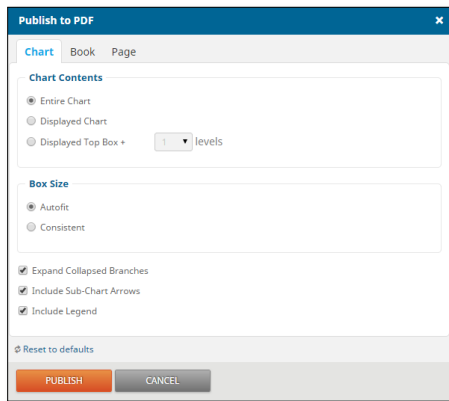 Publish to PDF ×
Chart Book Page
Chart Contents
Entire Chart
Displayed Chart
Displayed Top Box + 1 levels
Box Size
Autofit
Consistent
Expand Collapsed Branches
Include Sub-Chart Arrows
Include Legend
Reset to defaults
PUBLISH CANCEL